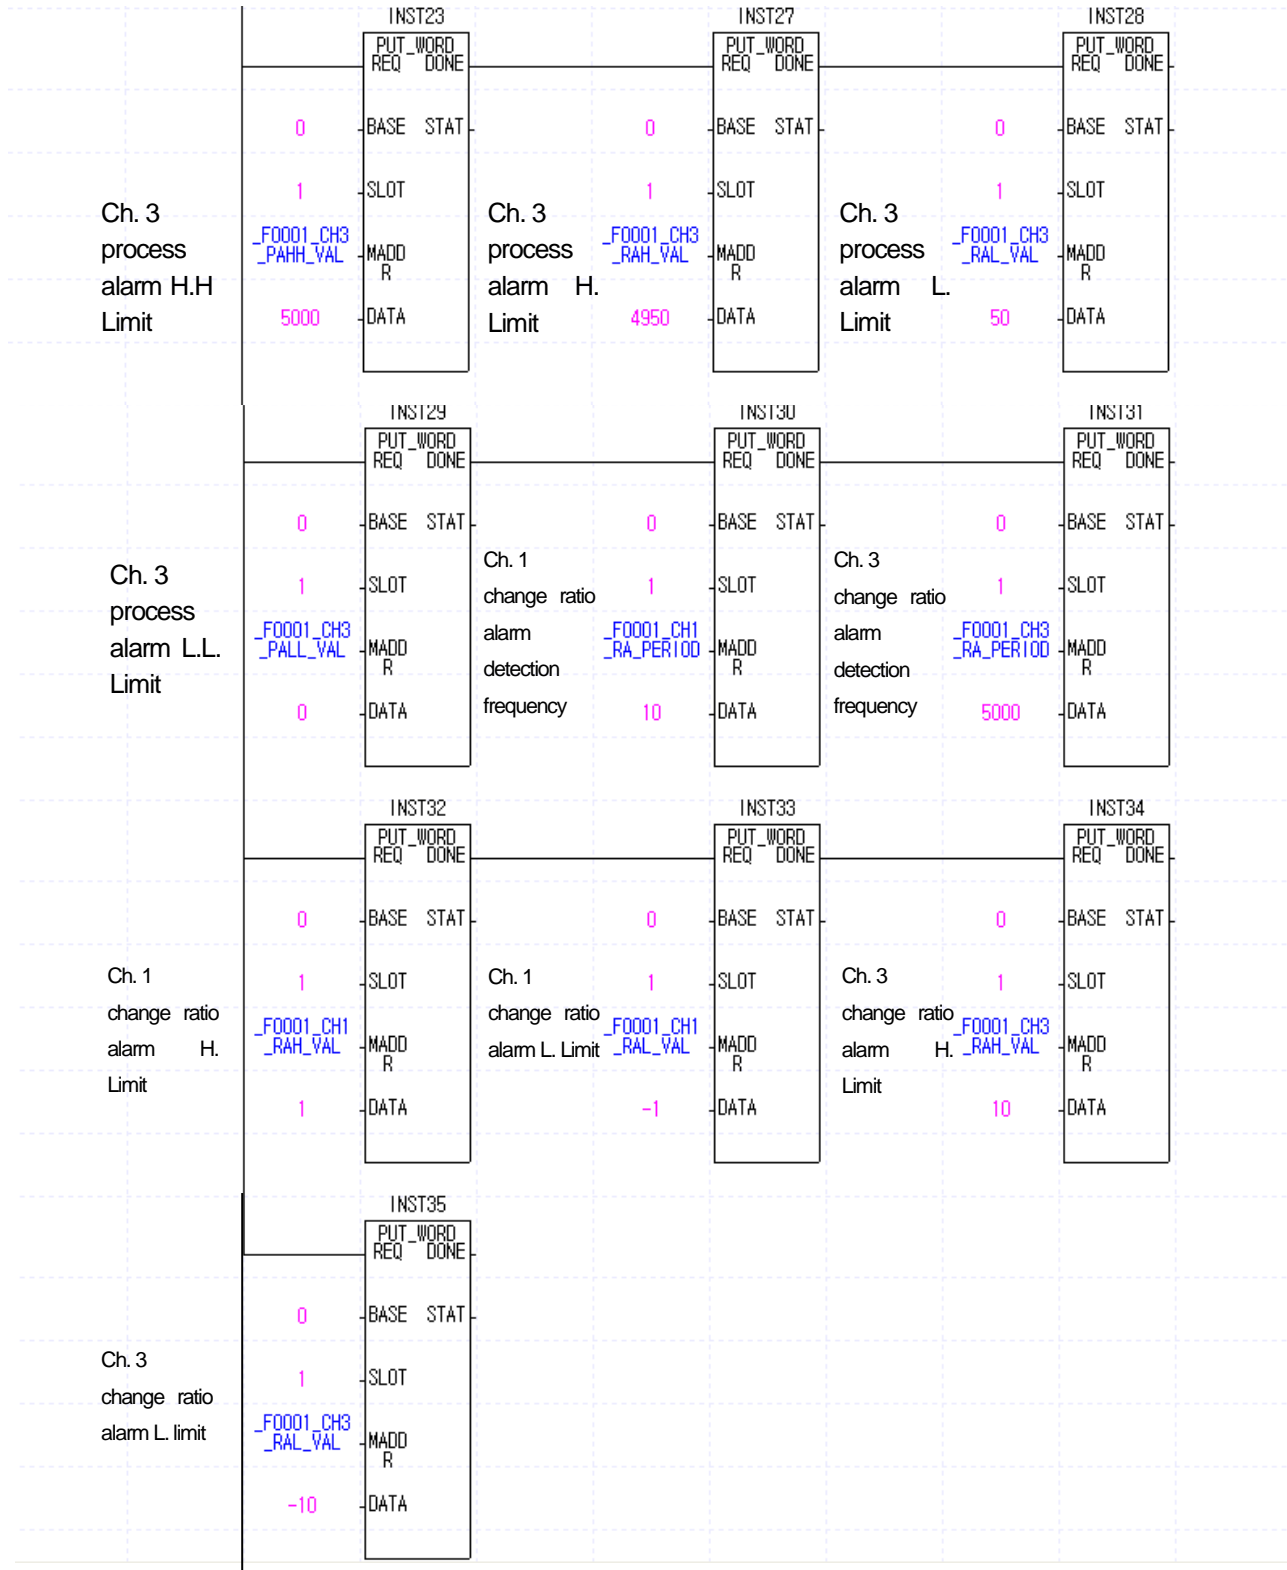 INST23
PUT_WORD
REQ DONE
0
BASE STAT
1
SLOT
Ch. 3
process
alarm H.H
Limit
_F0001_CH3
_PAHH_VAL
MADD
R
5000
DATA
INST27
PUT_WORD
REQ DONE
0
BASE STAT
1
SLOT
Ch. 3
process
alarm H.
Limit
_F0001_CH3
_RAH_VAL
MADD
R
4950
DATA
INST28
PUT_WORD
REQ DONE
0
BASE STAT
1
SLOT
Ch. 3
process
alarm L.
Limit
_F0001_CH3
_RAL_VAL
MADD
R
50
DATA
INST29
PUT_WORD
REQ DONE
0
BASE STAT
1
SLOT
Ch. 3
process
alarm L.L.
Limit
_F0001_CH3
_PALL_VAL
MADD
R
0
DATA
INST30
PUT_WORD
REQ DONE
0
BASE STAT
1
SLOT
Ch. 1
change ratio
alarm
detection
frequency
_F0001_CH1
_RA_PERIOD
MADD
R
10
DATA
INST31
PUT_WORD
REQ DONE
0
BASE STAT
1
SLOT
Ch. 3
change ratio
alarm
detection
frequency
_F0001_CH3
_RA_PERIOD
MADD
R
5000
DATA
INST32
PUT_WORD
REQ DONE
0
BASE STAT
1
SLOT
Ch. 1
change ratio
alarm H.
Limit
_F0001_CH1
_RAH_VAL
MADD
R
1
DATA
INST33
PUT_WORD
REQ DONE
0
BASE STAT
1
SLOT
Ch. 1
change ratio
alarm L. Limit
_F0001_CH1
_RAL_VAL
MADD
R
-1
DATA
INST34
PUT_WORD
REQ DONE
0
BASE STAT
1
SLOT
Ch. 3
change ratio
alarm H.
Limit
_F0001_CH3
_RAH_VAL
MADD
R
10
DATA
INST35
PUT_WORD
REQ DONE
0
BASE STAT
1
SLOT
Ch. 3
change ratio
alarm L. limit
_F0001_CH3
_RAL_VAL
MADD
R
-10
DATA